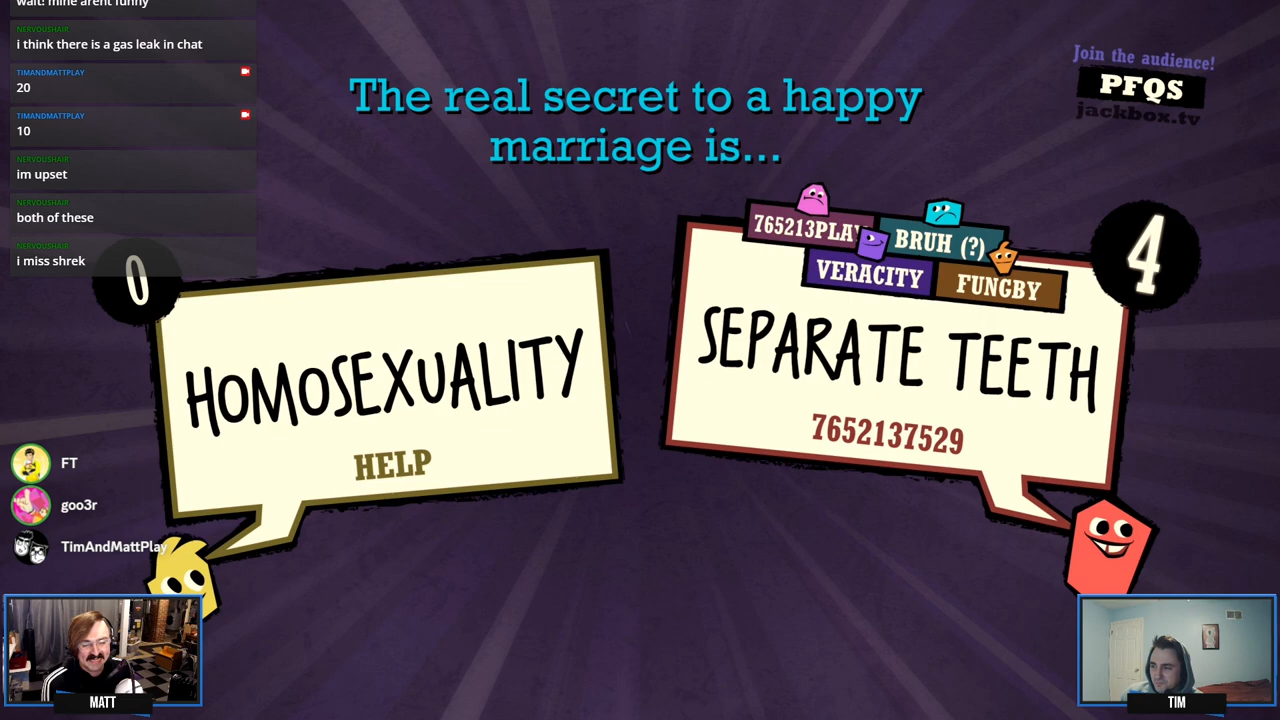 wait! mine arent funny
NERVOUSHAIR
i think there is a gas leak in chat
TIMANDMATTPLAY
20
TIMANDMATTPLAY
10
NERVOUSHAIR
im upset
NERVOUSHAIR
both of these
NERVOUSHAIR
i miss shrek
The real secret to a happy
marriage is...
Join the audience!
PFQS
jackbox.tv
0
HOMOSEXUALITY
HELP
765213PLAY
BRUH (?)
VERACITY
FUNGBY
4
SEPARATE TEETH
7652137529
FT
goo3r
TimAndMattPlay
MATT
TIM